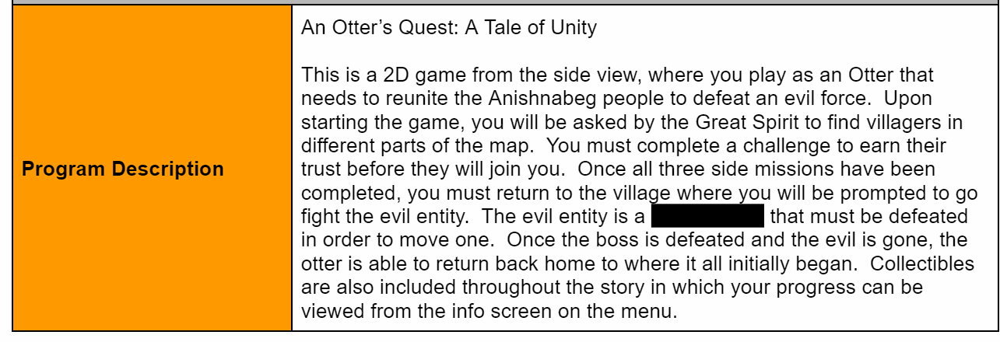 An Otter's Quest: A Tale of Unity
This is a 2D game from the side view, where you play as an Otter that
needs to reunite the Anishnabeg people to defeat an evil force.  Upon
starting the game, you will be asked by the Great Spirit to find villagers in
different parts of the map.  You must complete a challenge to earn their
Program Description
trust before they will join you.  Once all three side missions have been
completed, you must return to the village where you will be prompted to go
fight the evil entity.  The evil entity is a that must be defeated
in order to move one.  Once the boss is defeated and the evil is gone, the
otter is able to return back home to where it all initially began.  Collectibles
are also included throughout the story in which your progress can be
viewed from the info screen on the menu.